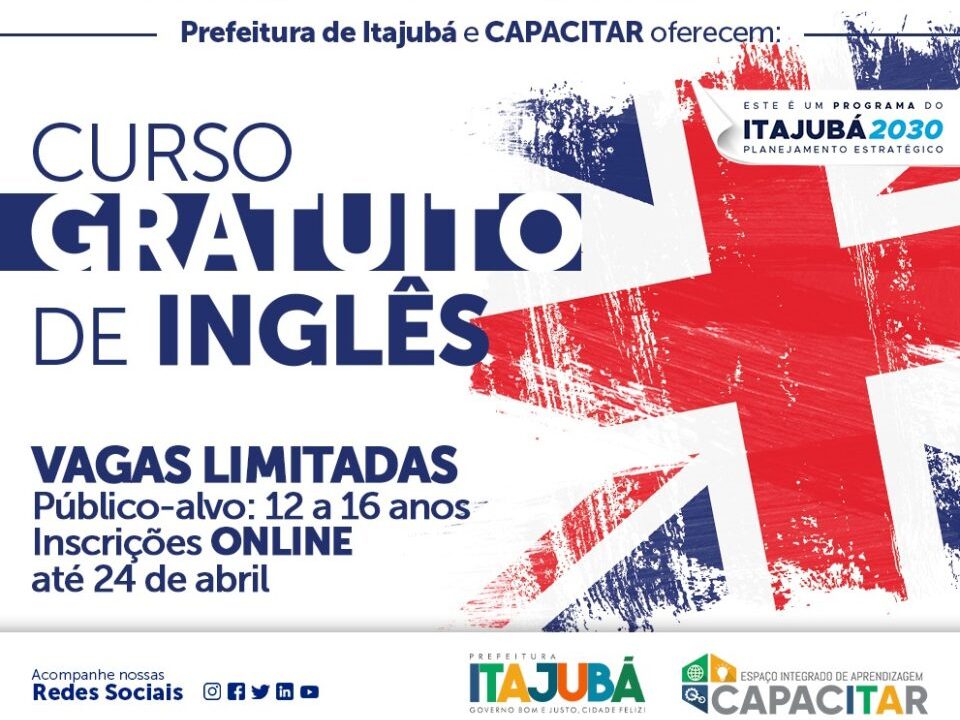 Prefeitura de Itajubá e CAPACITAR oferecem:
ESTE É UM PROGRAMA DO
ITAJUBÁ2030
PLANEJAMENTO ESTRATÉGICO
CURSO
GRATUITO
DE INGLÊS
VAGAS LIMITADAS
Público-alvo: 12 a 16 anos
Inscrições ONLINE
até 24 de abril
Acompanhe nossas
Redes Sociais
PREFEITURA
ITAJUBÁ
GOVERNO BOM E JUSTO, CIDADE FELIZ!
ESPAÇO INTEGRADO DE APRENDIZAGEM
CAPACITAR